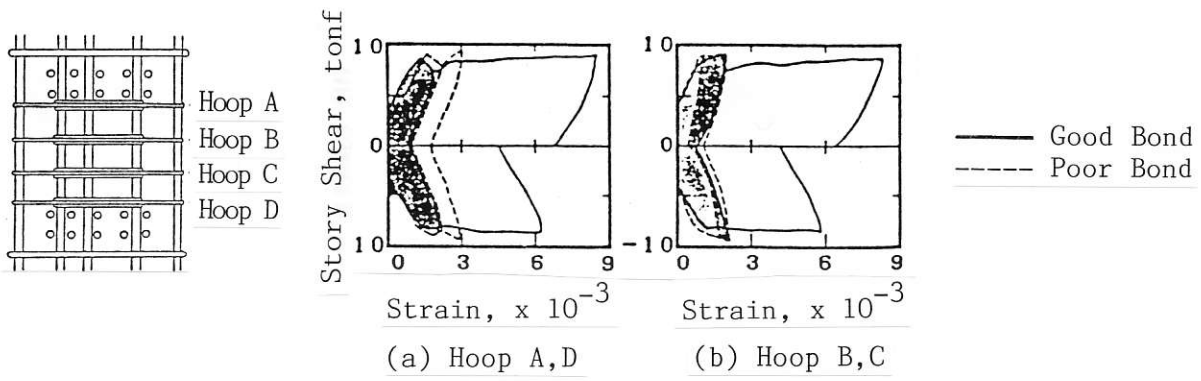 Hoop A
Hoop B
Hoop C
Hoop D
Story Shear, tonf
10
0
10
0 3 6 9
Strain, x 10-3
(a) Hoop A,D
10
0
-10
0 3 6 9
Strain, x 10-3
(b) Hoop B,C
Good Bond
Poor Bond